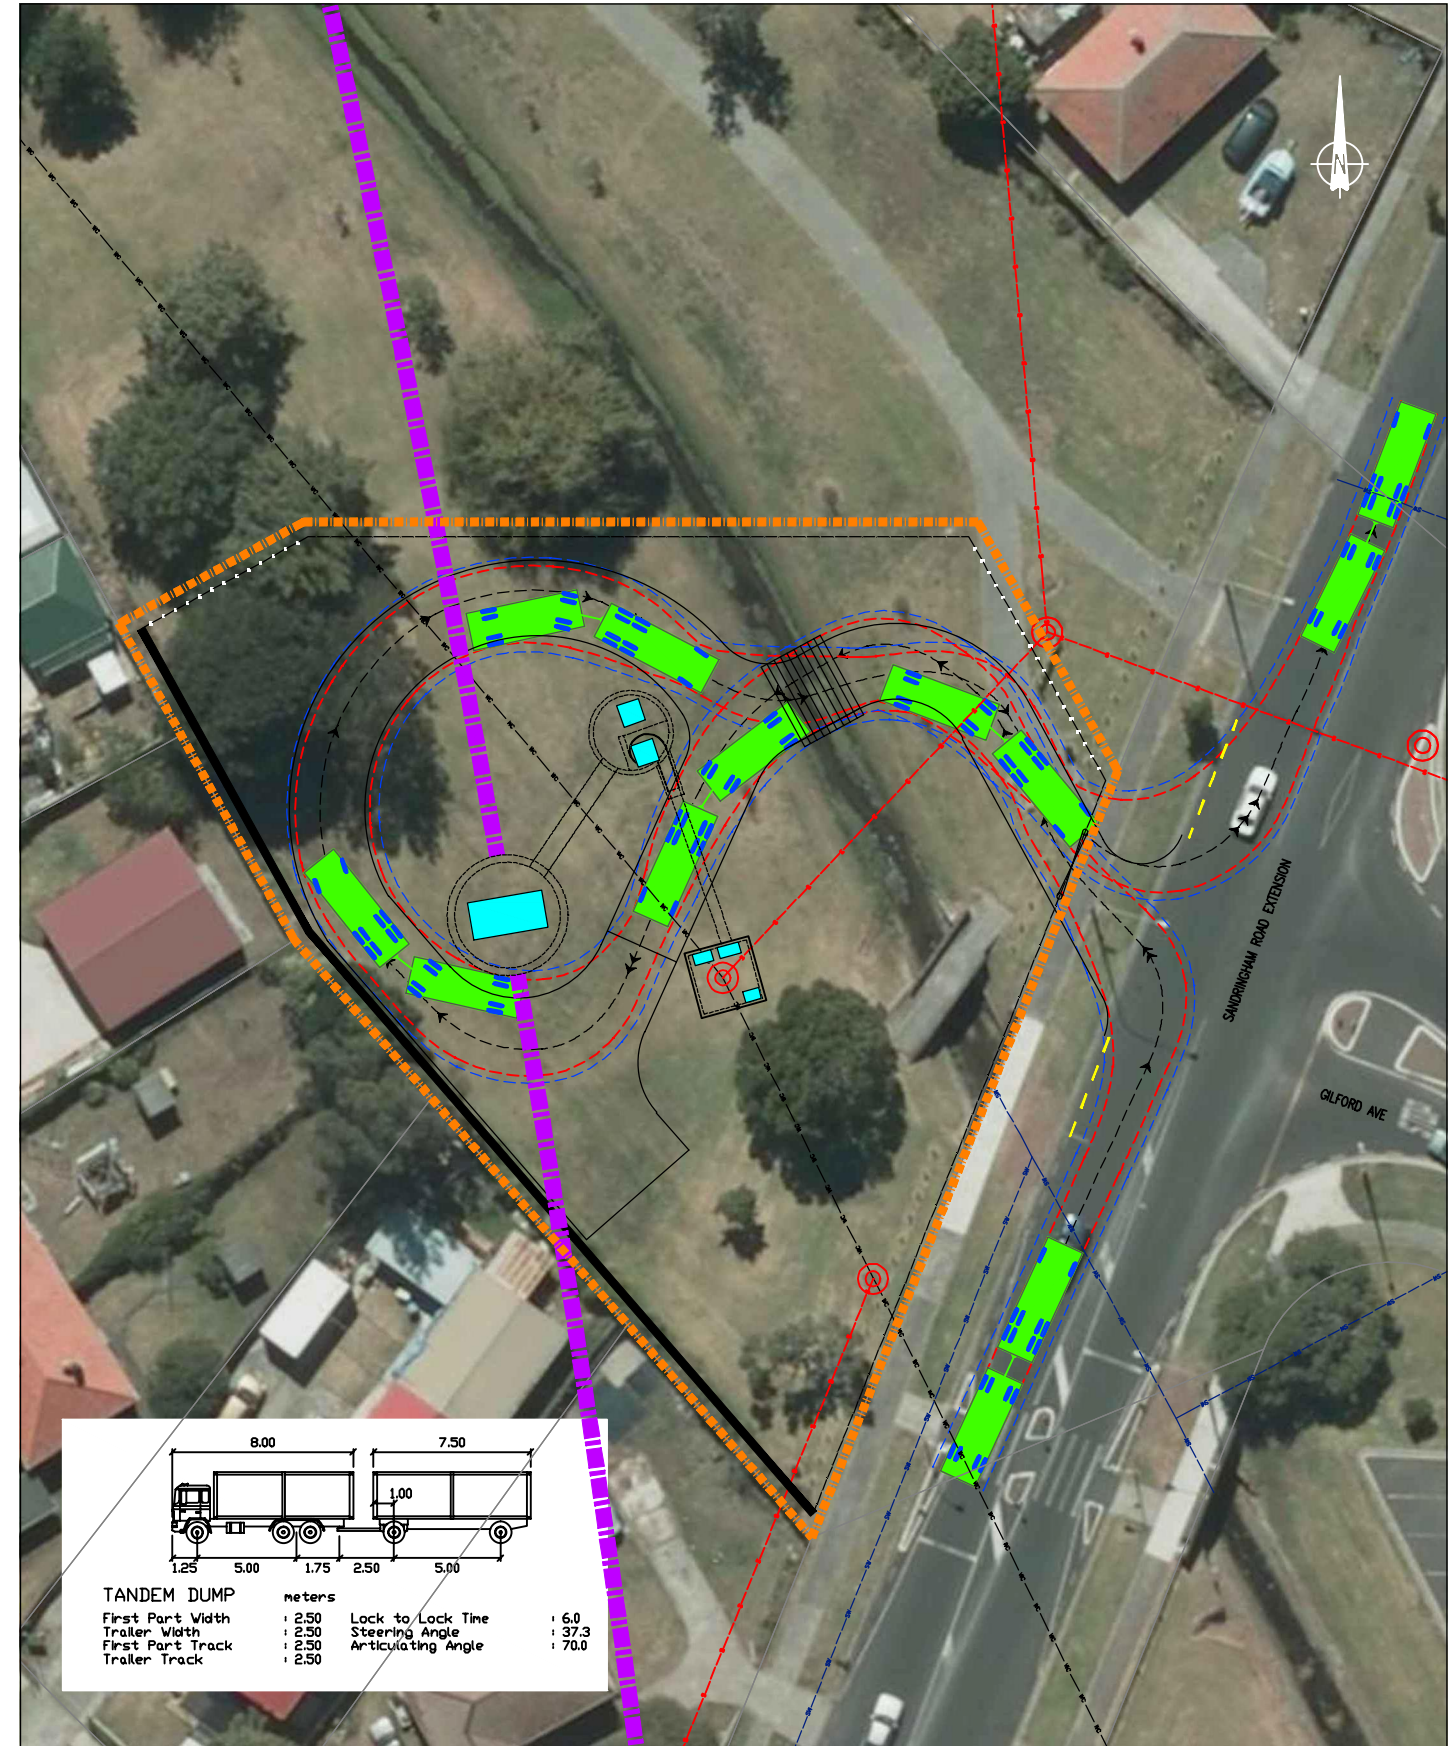 N
SANDRINGHAM ROAD EXTENSION
GILFORD AVE
8.00 7.50
1.00
1.25 5.00 1.75 2.50 5.00
TANDEM DUMP meters
First Part Width : 2.50 Lock to Lock Time : 6.0
Trailer Width : 2.50 Steering Angle : 37.3
First Part Track : 2.50 Articulating Angle : 70.0
Trailer Track : 2.50